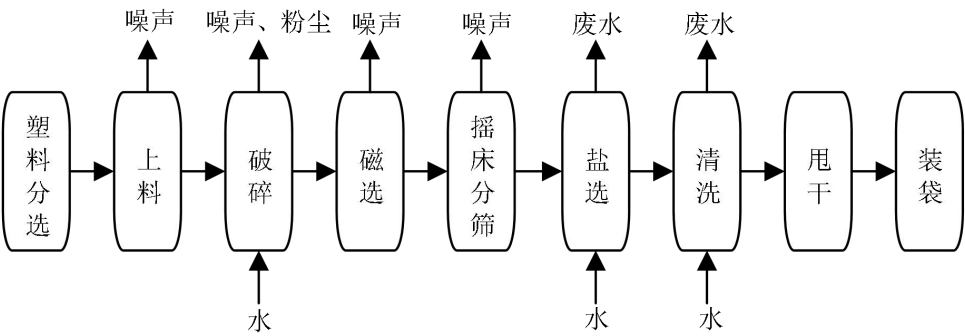 噪声
噪声、粉尘
噪声
噪声
废水
废水
塑料分选
上料
破碎
磁选
摇床分筛
盐选
清洗
甩干
装袋
水
水
水